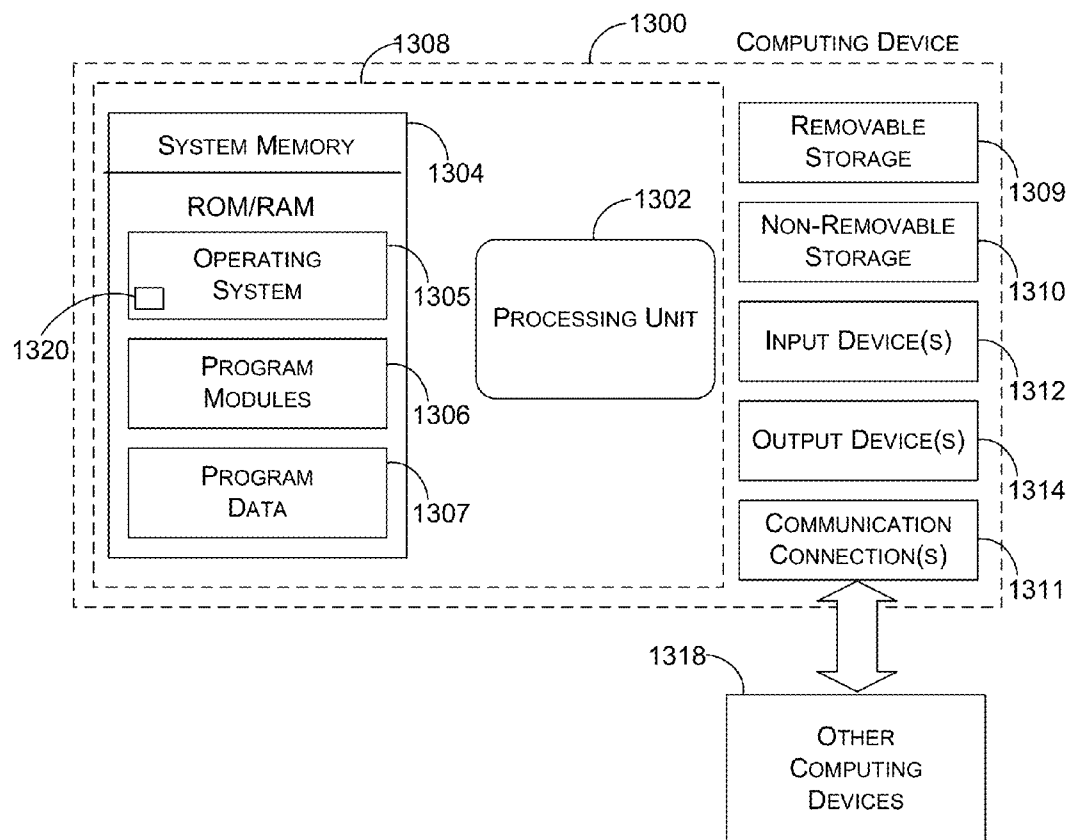 1308
1300
COMPUTING DEVICE
SYSTEM MEMORY
1304
ROM/RAM
OPERATING
SYSTEM
1305
1320
PROGRAM
MODULES
1306
PROGRAM
DATA
1307
1302
PROCESSING UNIT
REMOVABLE
STORAGE
1309
NON-REMOVABLE
STORAGE
1310
INPUT DEVICE(S)
1312
OUTPUT DEVICE(S)
1314
COMMUNICATION
CONNECTION(S)
1311
1318
OTHER
COMPUTING
DEVICES